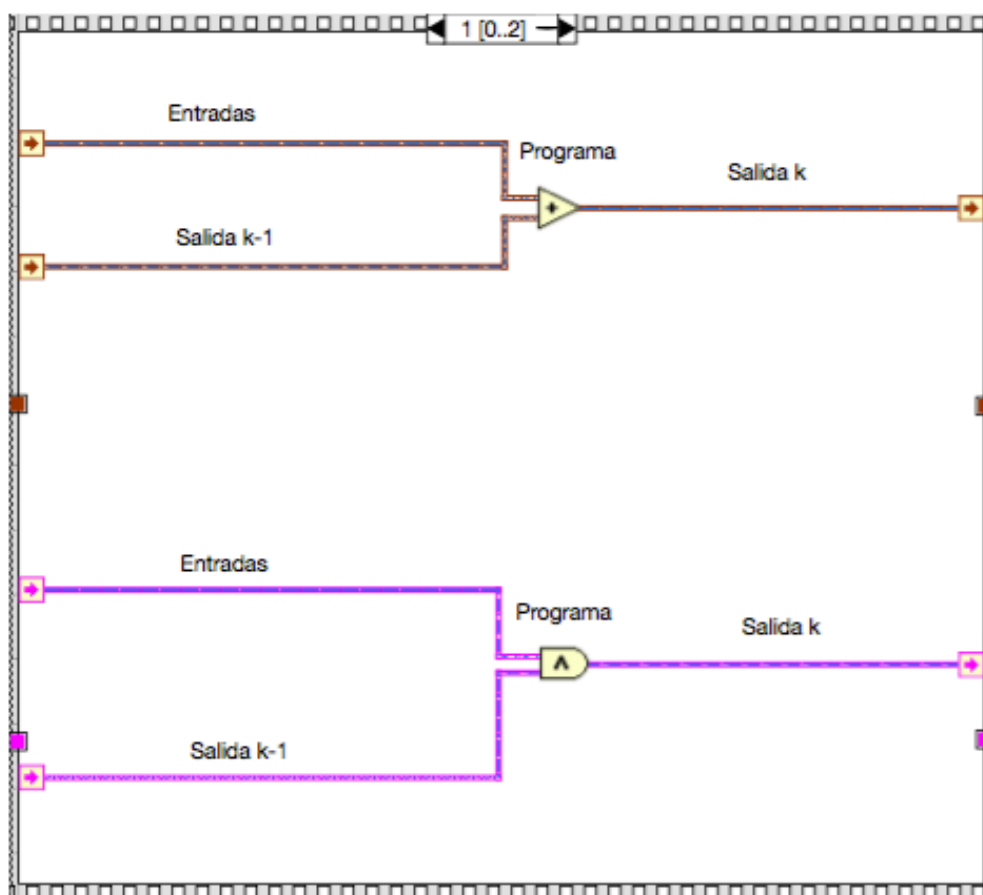 1 [0..2]
Entradas
Programa
Salida k
Salida k-1
+
Entradas
Programa
Salida k
Salida k-1
^